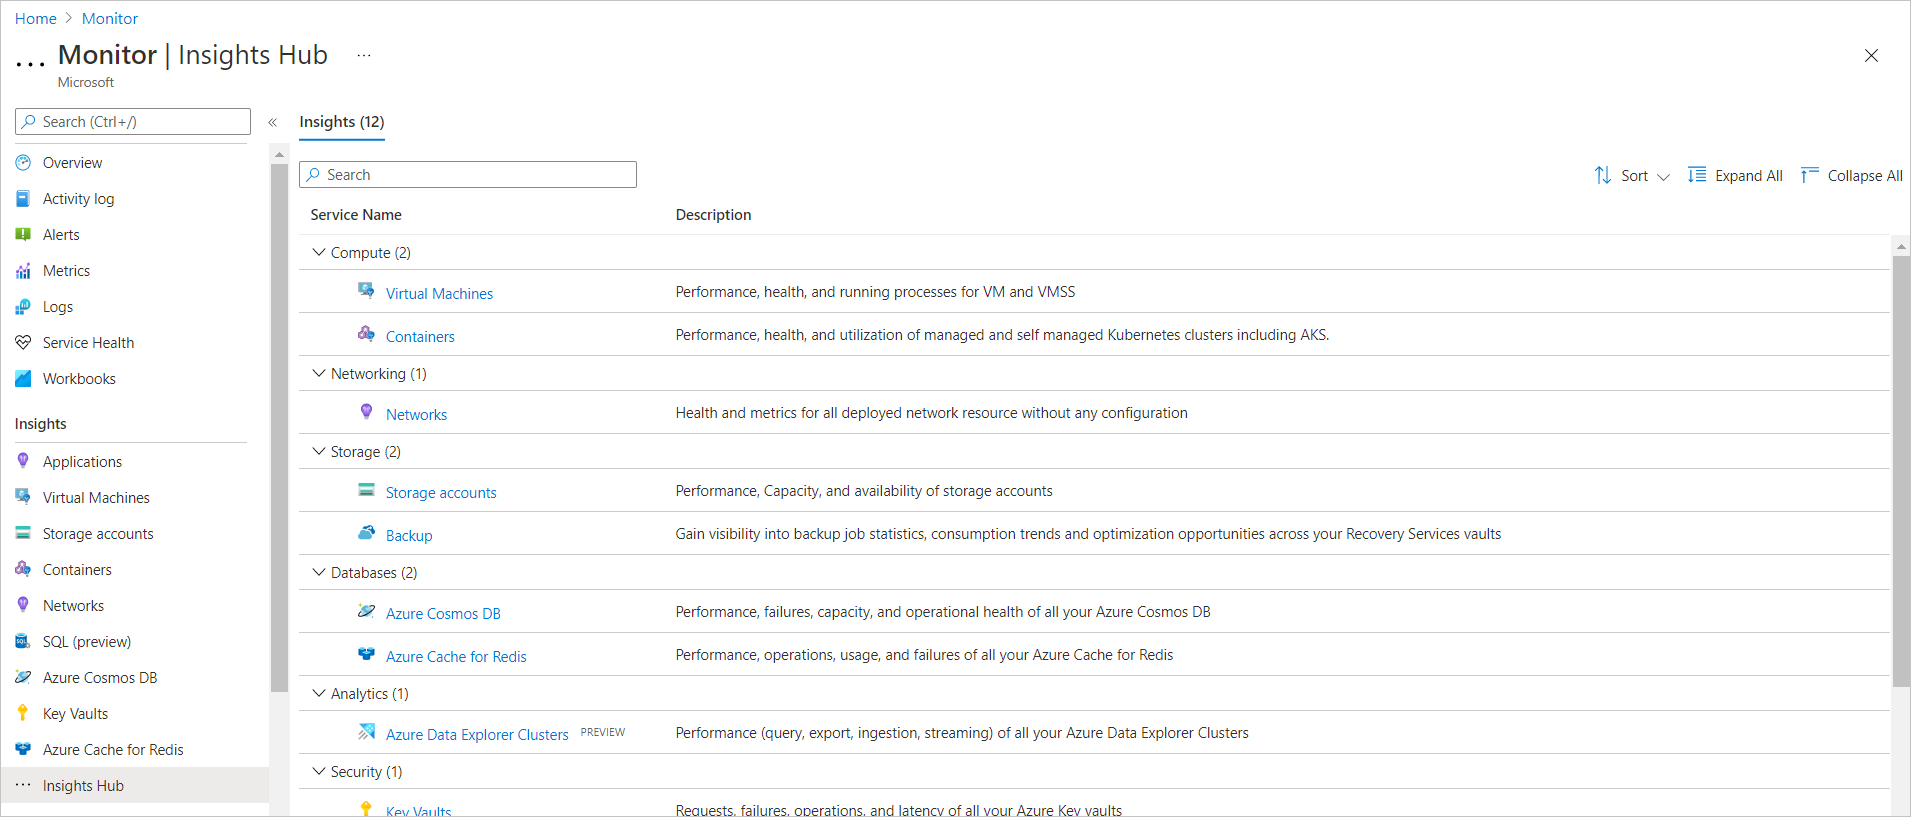 Home > Monitor
... Monitor | Insights Hub ...
Microsoft
Search (Ctrl+/)
«
Overview
Activity log
Alerts
Metrics
Logs
Service Health
Workbooks
Insights
Applications
Virtual Machines
Storage accounts
Containers
Networks
SQL (preview)
Azure Cosmos DB
Key Vaults
Azure Cache for Redis
... Insights Hub
Insights (12)
Search
Sort Expand All Collapse All
Service Name Description
Compute (2)
Virtual Machines Performance, health, and running processes for VM and VMSS
Containers Performance, health, and utilization of managed and self managed Kubernetes clusters including AKS.
Networking (1)
Networks Health and metrics for all deployed network resource without any configuration
Storage (2)
Storage accounts Performance, Capacity, and availability of storage accounts
Backup Gain visibility into backup job statistics, consumption trends and optimization opportunities across your Recovery Services vaults
Databases (2)
Azure Cosmos DB Performance, failures, capacity, and operational health of all your Azure Cosmos DB
Azure Cache for Redis Performance, operations, usage, and failures of all your Azure Cache for Redis
Analytics (1)
Azure Data Explorer Clusters PREVIEW Performance (query, export, ingestion, streaming) of all your Azure Data Explorer Clusters
Security (1)
Key Vaults Requests, failures, operations, and latency of all your Azure Key vaults